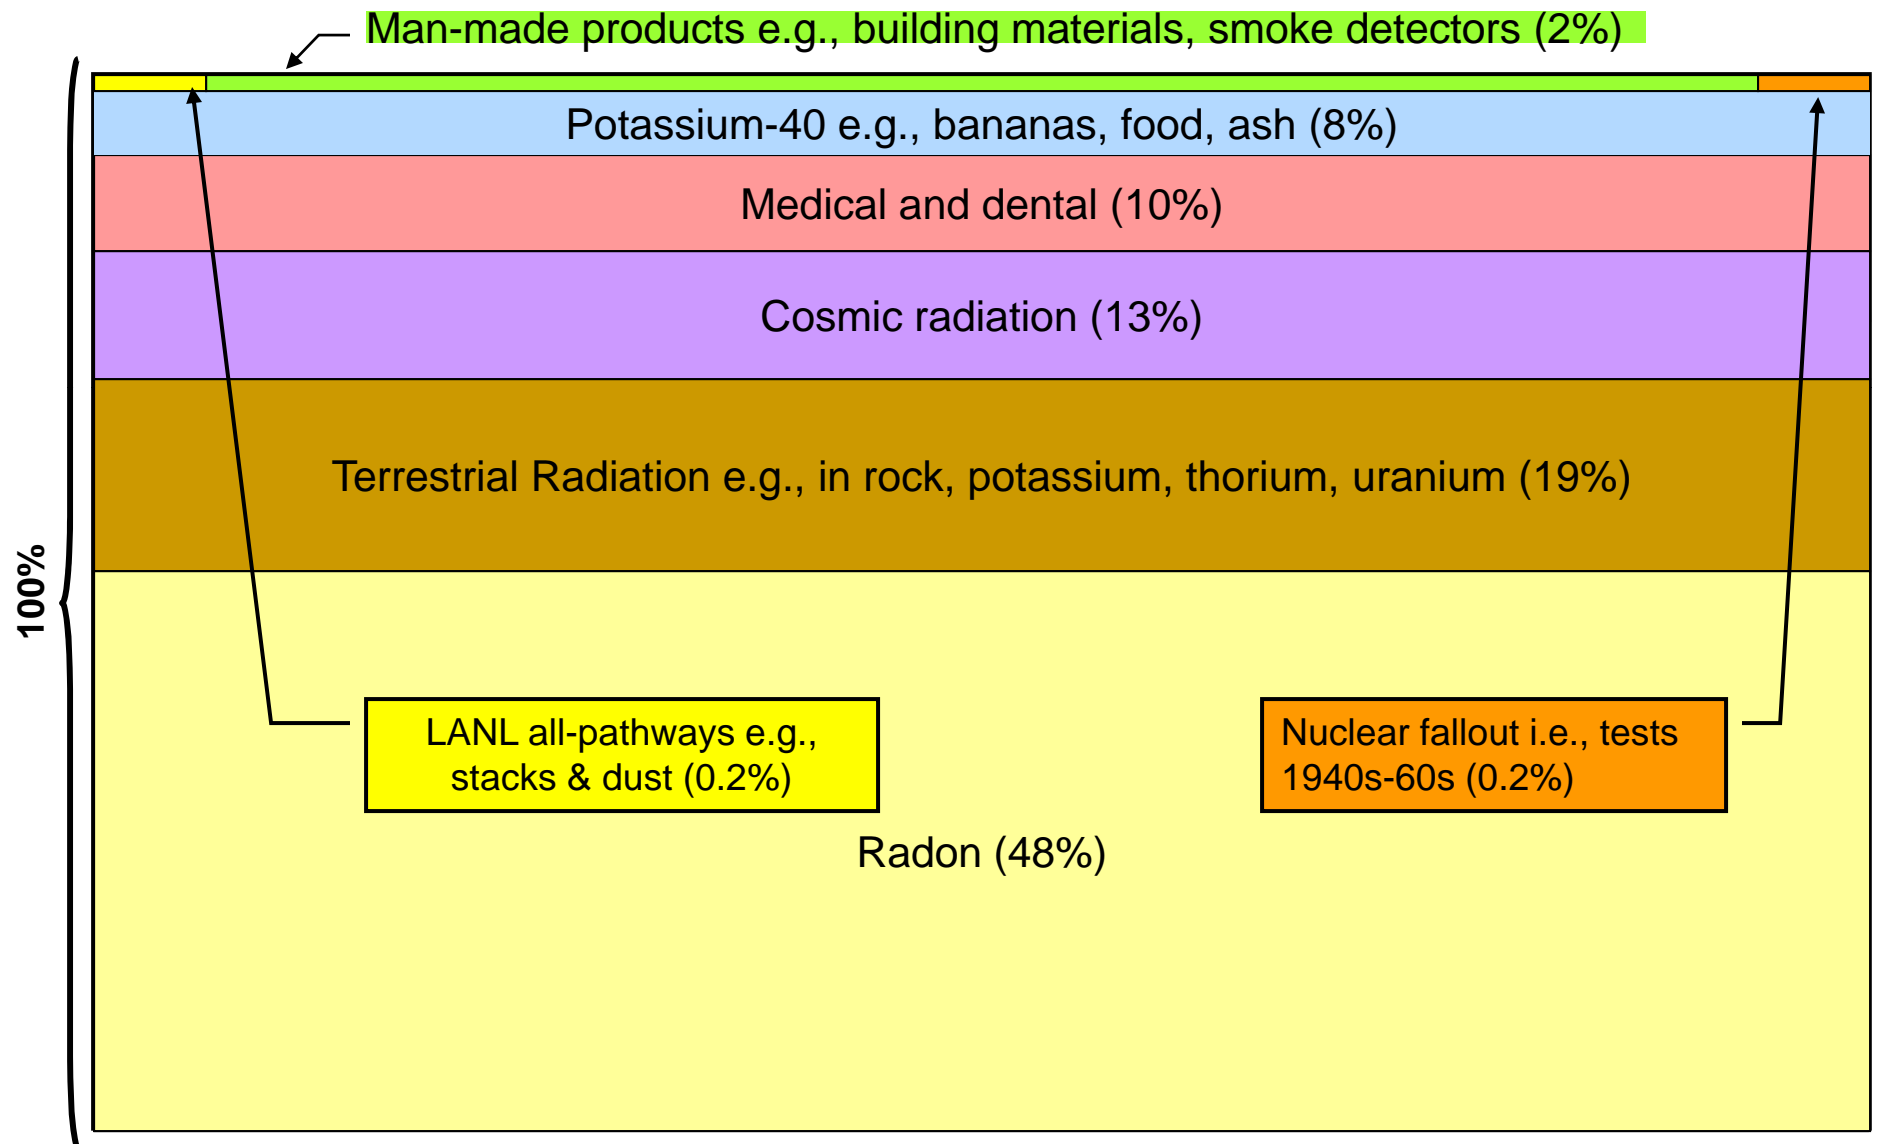 Man-made products e.g., building materials, smoke detectors (2%)
Potassium-40 e.g., bananas, food, ash (8%)
Medical and dental (10%)
Cosmic radiation (13%)
Terrestrial Radiation e.g., in rock, potassium, thorium, uranium (19%)
100%
LANL all-pathways e.g.,
stacks & dust (0.2%)
Nuclear fallout i.e., tests
1940s-60s (0.2%)
Radon (48%)